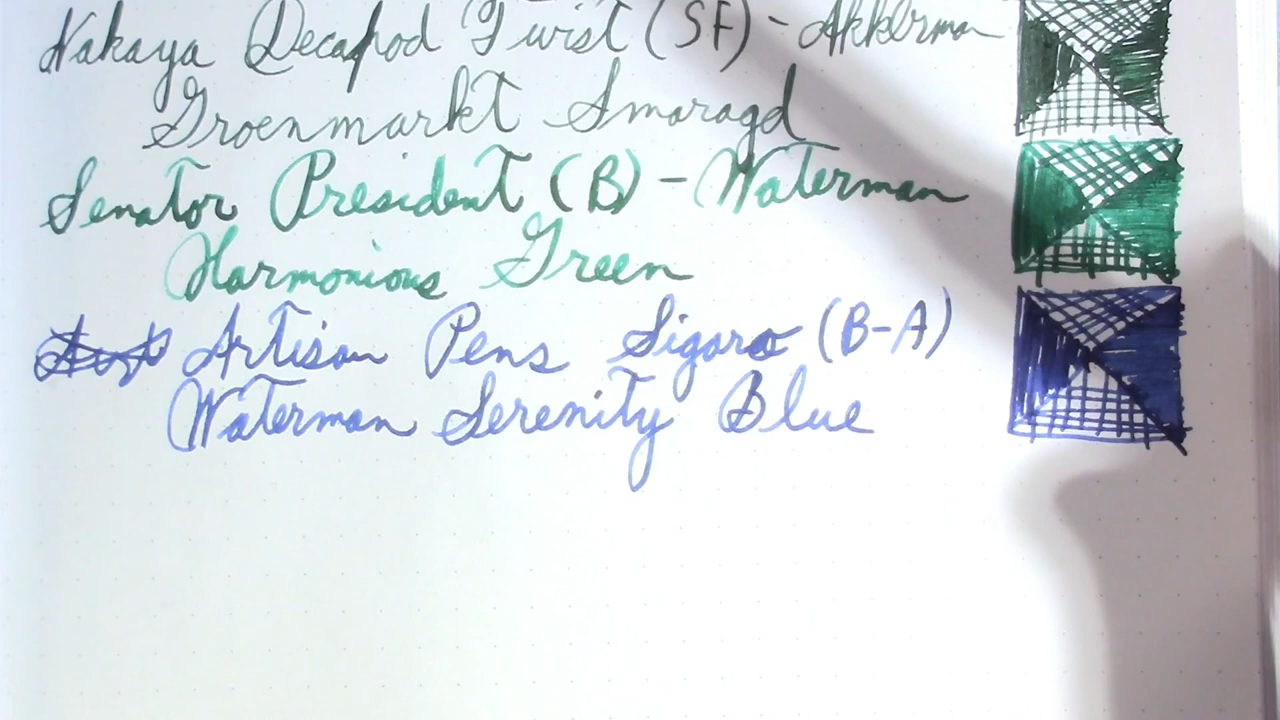 Nakaya Decapod Twist (SF) - Akkerman
Groenmarkt Smaragd
Senator President (B) - Waterman
Harmonious Green
Artisan Pens Sigaro (B-A)
Waterman Serenity Blue